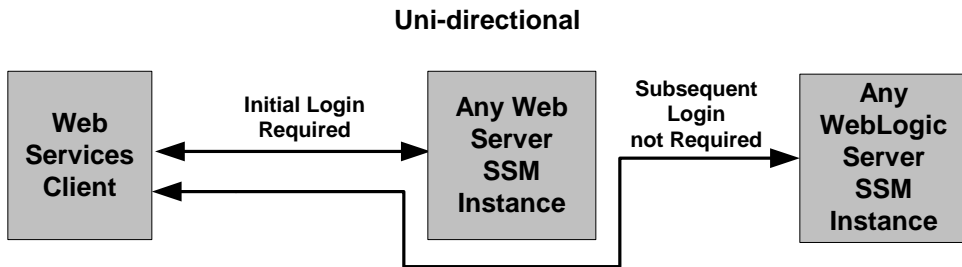 Uni-directional
Web
Services
Client
Initial Login
Required
Any Web
Server
SSM
Instance
Subsequent
Login
not Required
Any
WebLogic
Server
SSM
Instance